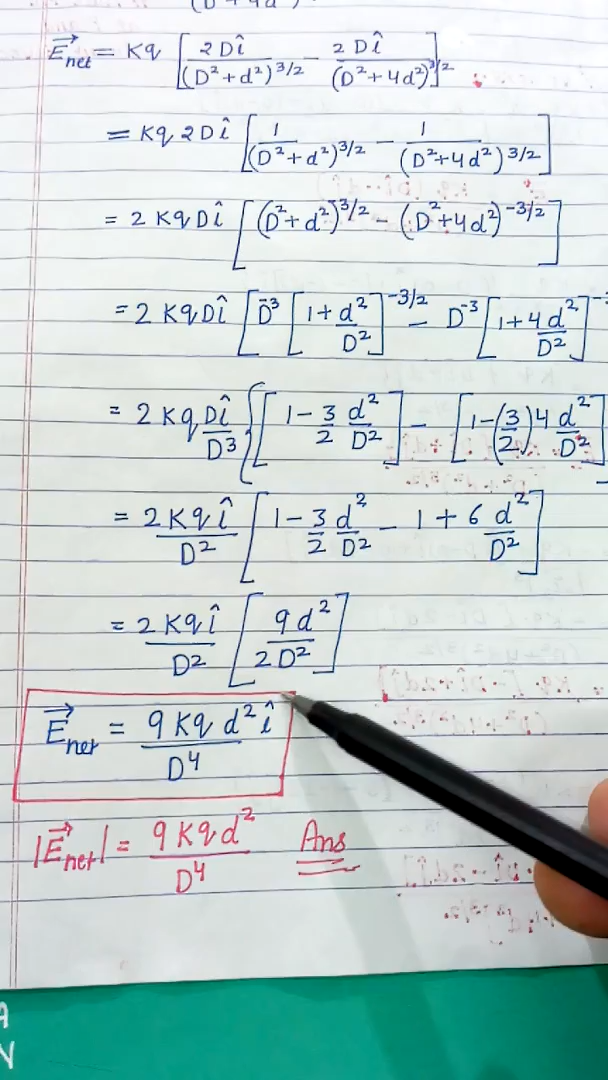 (D²+4d²)
E⃗net = Kq [ 2Dî/(D²+d²)^3/2 − 2Dî/(D²+4d²)^3/2 ]
= Kq 2Dî [ 1/(D²+d²)^3/2 − 1/(D²+4d²)^3/2 ]
= 2KqDî [ (D²+d²)^3/2 − (D²+4d²)^-3/2 ]
= 2KqDî [ D^-3 [ 1+d²/D² ]^-3/2 − D^-3 [ 1+4d²/D² ]^-3
= 2Kq Dî/D³ { [ 1−3/2 d²/D² ] − [ 1−(3/2)4d²/D² ]
= 2Kqî/D² [ 1−3/2 d²/D² − 1+6 d²/D² ]
= 2Kqî/D² [ 9d²/2D² ]
E⃗net = 9Kqd²î/D⁴
|E⃗net| = 9Kqd²/D⁴ Ans
N